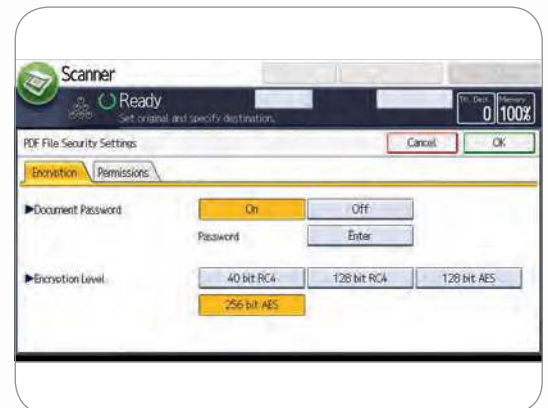 Scanner
Ready
Set original and specify destination.
Ttl. Dest. Memory
0 100%
PDF File Security Settings Cancel OK
Encryption Permissions
▶Document Password On Off
Password Enter
▶Encryption Level 40 bit RC4 128 bit RC4 128 bit AES
256 bit AES